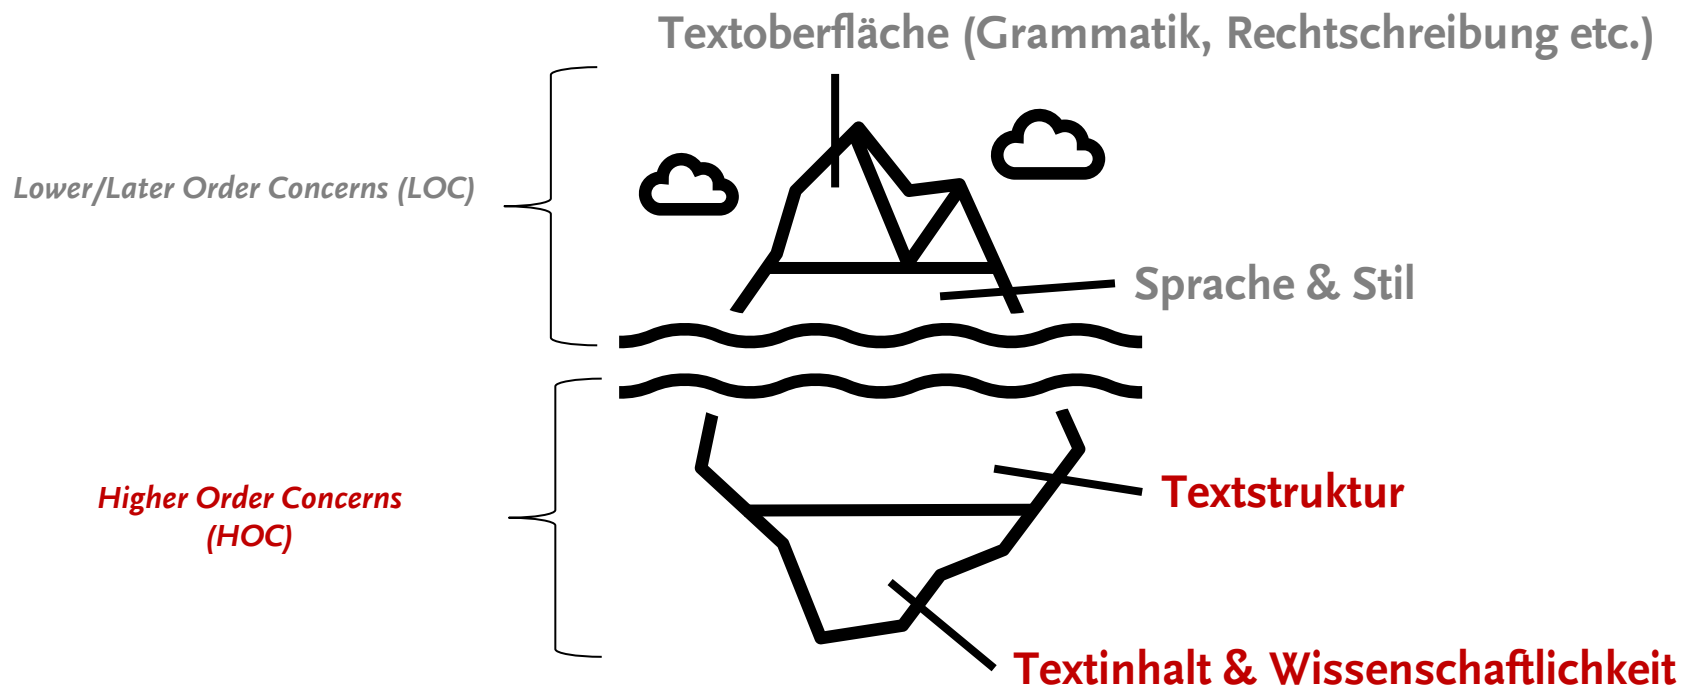 Textoberfläche (Grammatik, Rechtschreibung etc.)
Lower/Later Order Concerns (LOC)
Sprache & Stil
Higher Order Concerns
(HOC)
Textstruktur
Textinhalt & Wissenschaftlichkeit